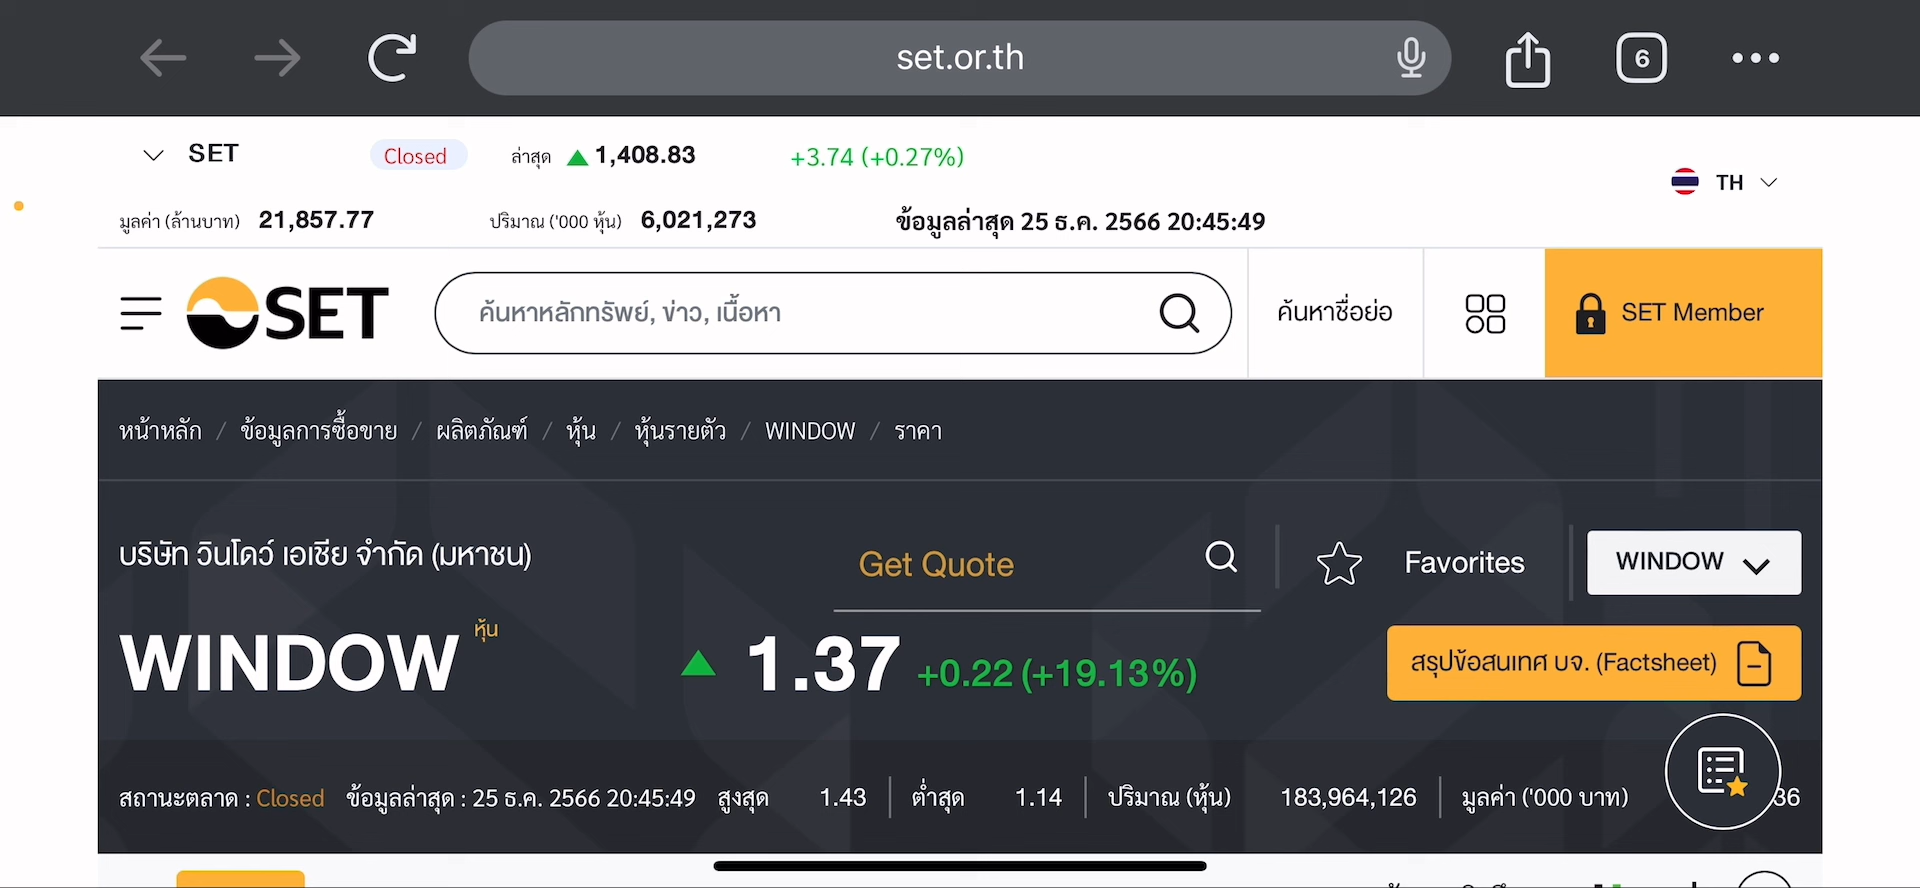 set.or.th
6
SET Closed ล่าสุด 1,408.83 +3.74 (+0.27%)
TH
มูลค่า (ล้านบาท) 21,857.77 ปริมาณ ('000 หุ้น) 6,021,273 ข้อมูลล่าสุด 25 ธ.ค. 2566 20:45:49
SET ค้นหาหลักทรัพย์, ข่าว, เนื้อหา ค้นหาชื่อย่อ SET Member
หน้าหลัก / ข้อมูลการซื้อขาย / ผลิตภัณฑ์ / หุ้น / หุ้นรายตัว / WINDOW / ราคา
บริษัท วินโดว์ เอเชีย จำกัด (มหาชน) Get Quote Favorites WINDOW
WINDOW หุ้น 1.37 +0.22 (+19.13%) สรุปข้อสนเทศ บจ. (Factsheet)
สถานะตลาด : Closed ข้อมูลล่าสุด : 25 ธ.ค. 2566 20:45:49 สูงสุด 1.43 ต่ำสุด 1.14 ปริมาณ (หุ้น) 183,964,126 มูลค่า ('000 บาท) 36